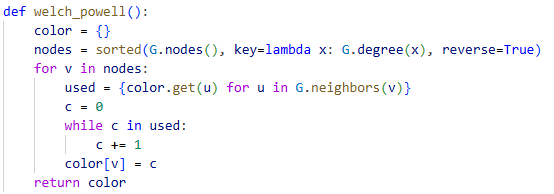 def welch_powell():
    color = {}
    nodes = sorted(G.nodes(), key=lambda x: G.degree(x), reverse=True)
    for v in nodes:
        used = {color.get(u) for u in G.neighbors(v)}
        c = 0
        while c in used:
            c += 1
        color[v] = c
    return color